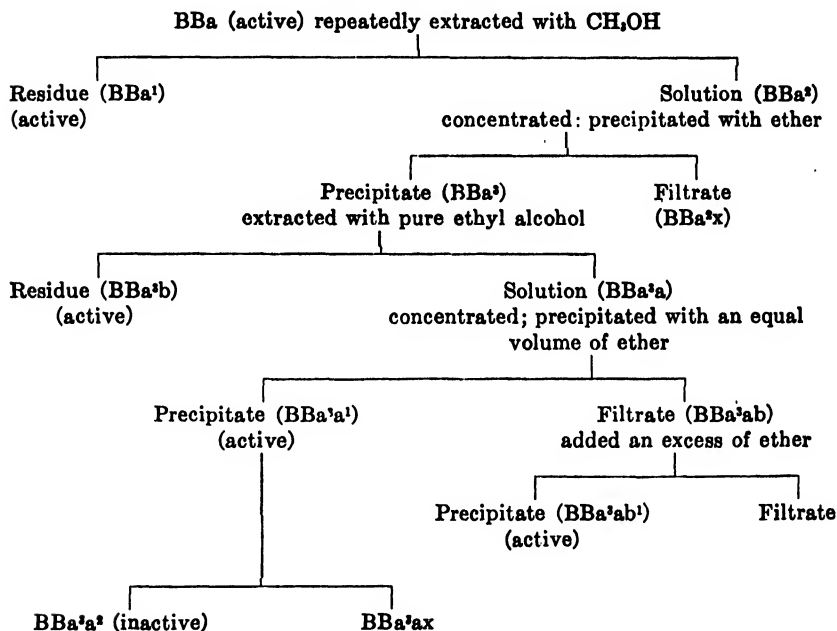 BBa (active) repeatedly extracted with CH₃OH
Residue (BBa¹)
(active)
Solution (BBa²)
concentrated: precipitated with ether
Precipitate (BBa³)
extracted with pure ethyl alcohol
Filtrate
(BBa²x)
Residue (BBa³b)
(active)
Solution (BBa³a)
concentrated; precipitated with an equal
volume of ether
Precipitate (BBa³a¹)
(active)
Filtrate (BBa³ab)
added an excess of ether
Precipitate (BBa³ab¹)
(active)
Filtrate
BBa³a² (inactive)
BBa³ax